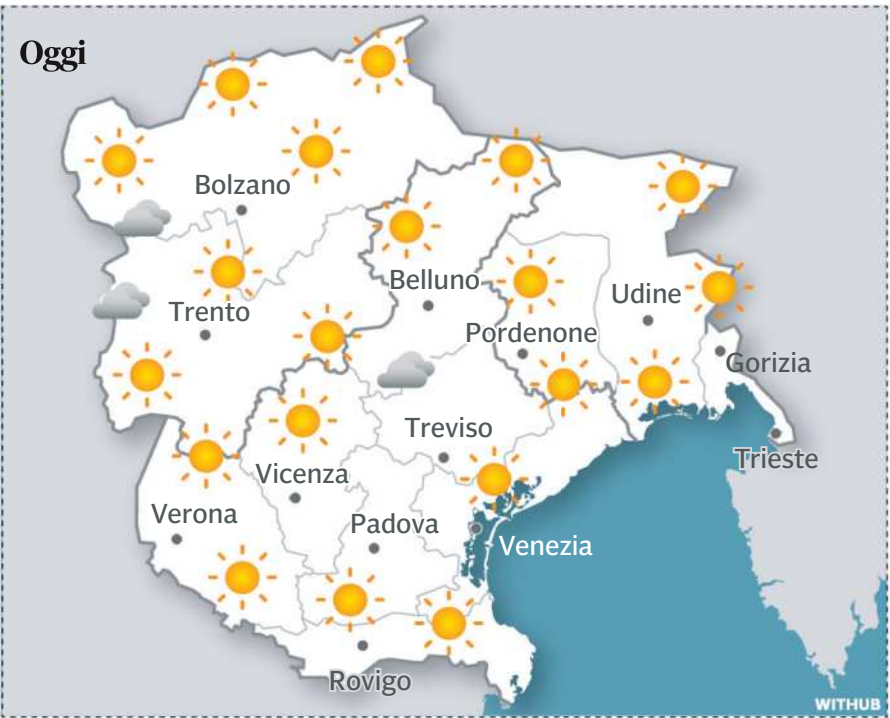 Oggi
Bolzano
Belluno
Udine
Trento
Pordenone
Gorizia
Treviso
Trieste
Vicenza
Verona
Padova
Venezia
Rovigo
WITHUB